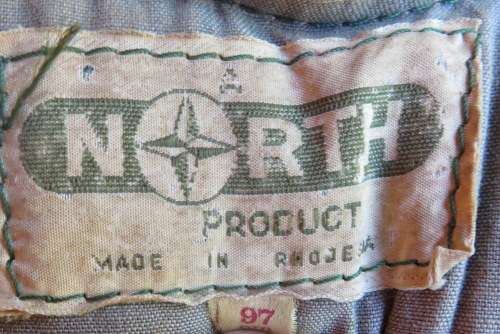 A
NORTH
PRODUCT
MADE IN RHODESIA
97